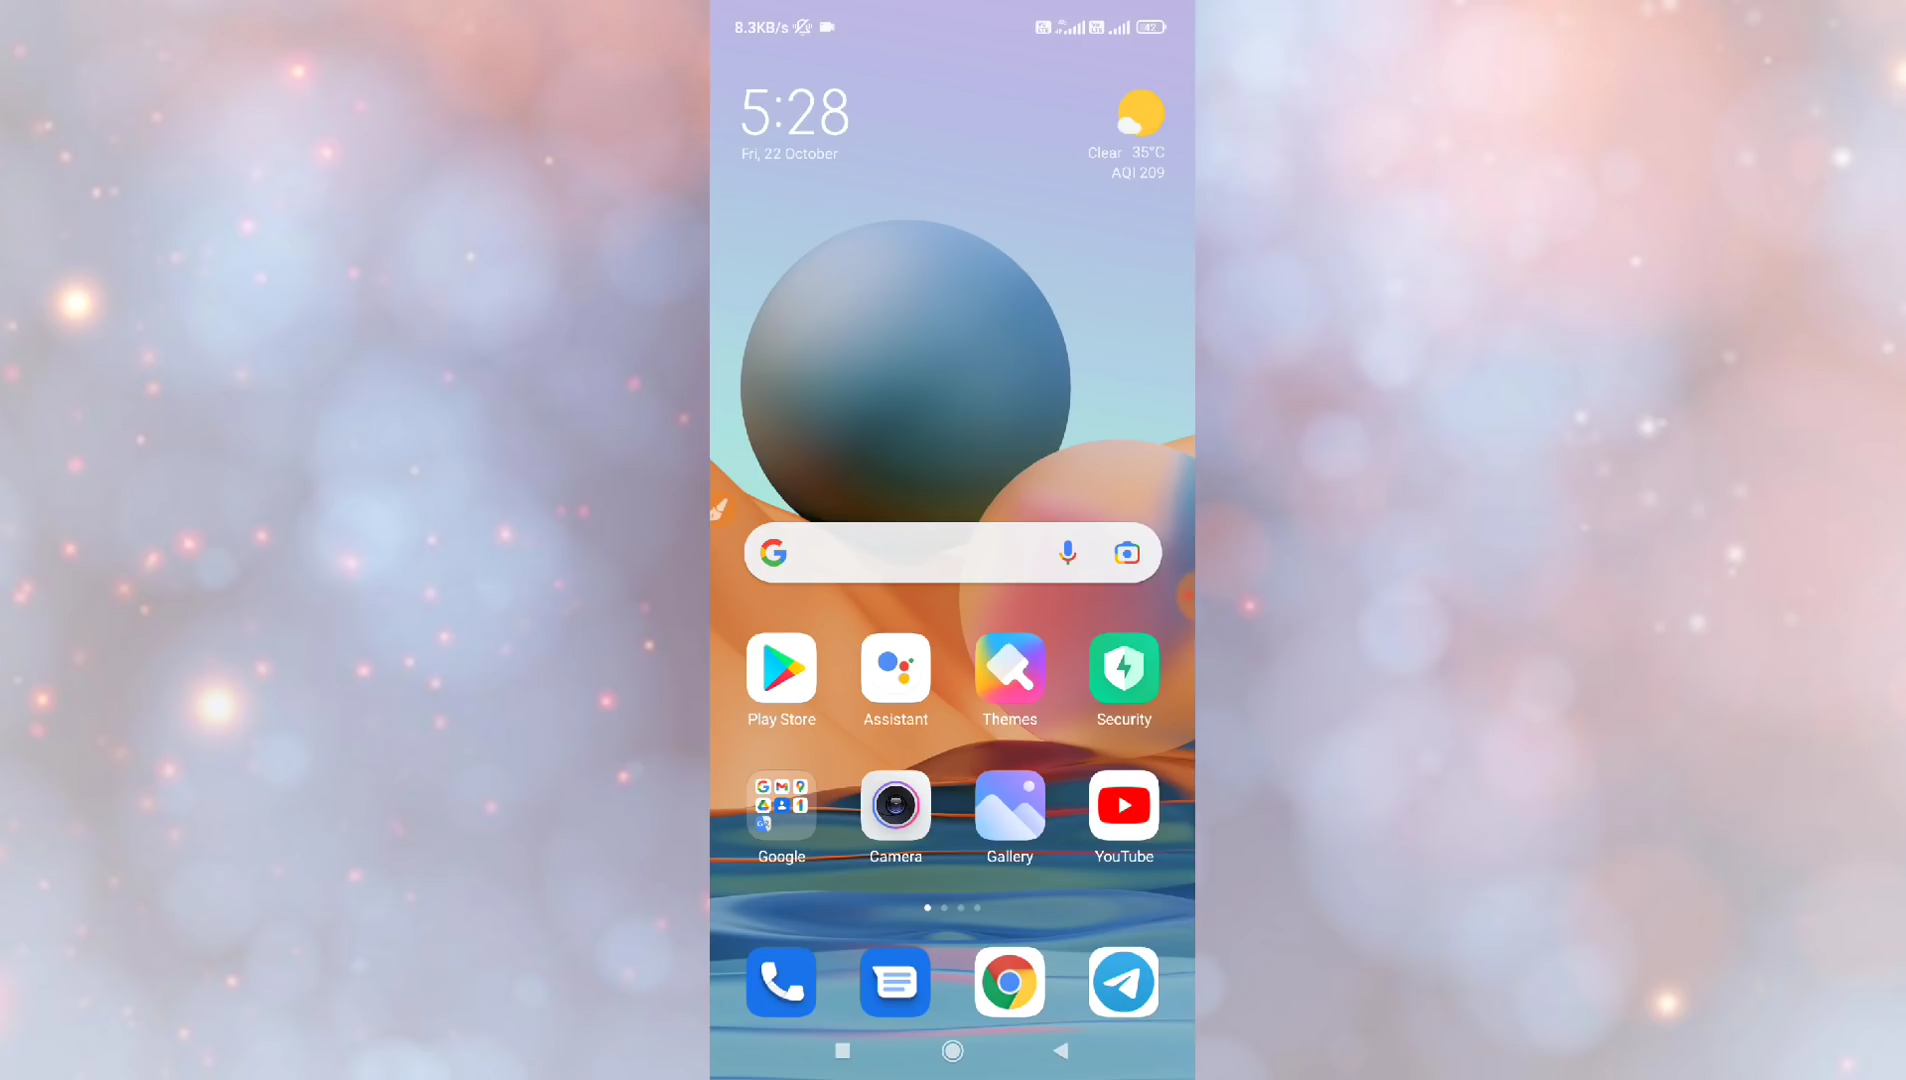 8.3KB/s
42
5:28
Fri, 22 October
Clear 35°C
AQI 209
Play Store
Assistant
Themes
Security
Google
Camera
Gallery
YouTube